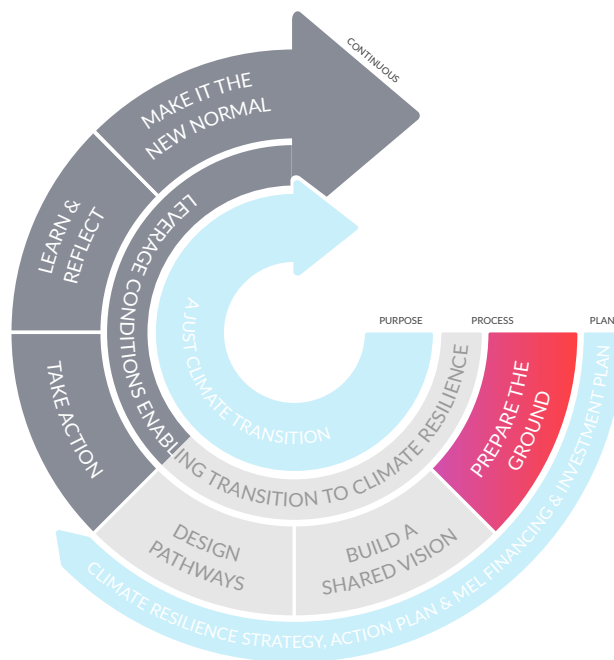 CONTINUOUS
MAKE IT THE
NEW NORMAL
LEARN &
REFLECT
TAKE ACTION
LEVERAGE CONDITIONS ENABLING TRANSITION TO CLIMATE RESILIENCE
A JUST CLIMATE TRANSITION
PURPOSE
PROCESS
PLAN
PREPARE THE
GROUND
BUILD A
SHARED VISION
DESIGN
PATHWAYS
CLIMATE RESILIENCE STRATEGY, ACTION PLAN & MEL FINANCING & INVESTMENT PLAN